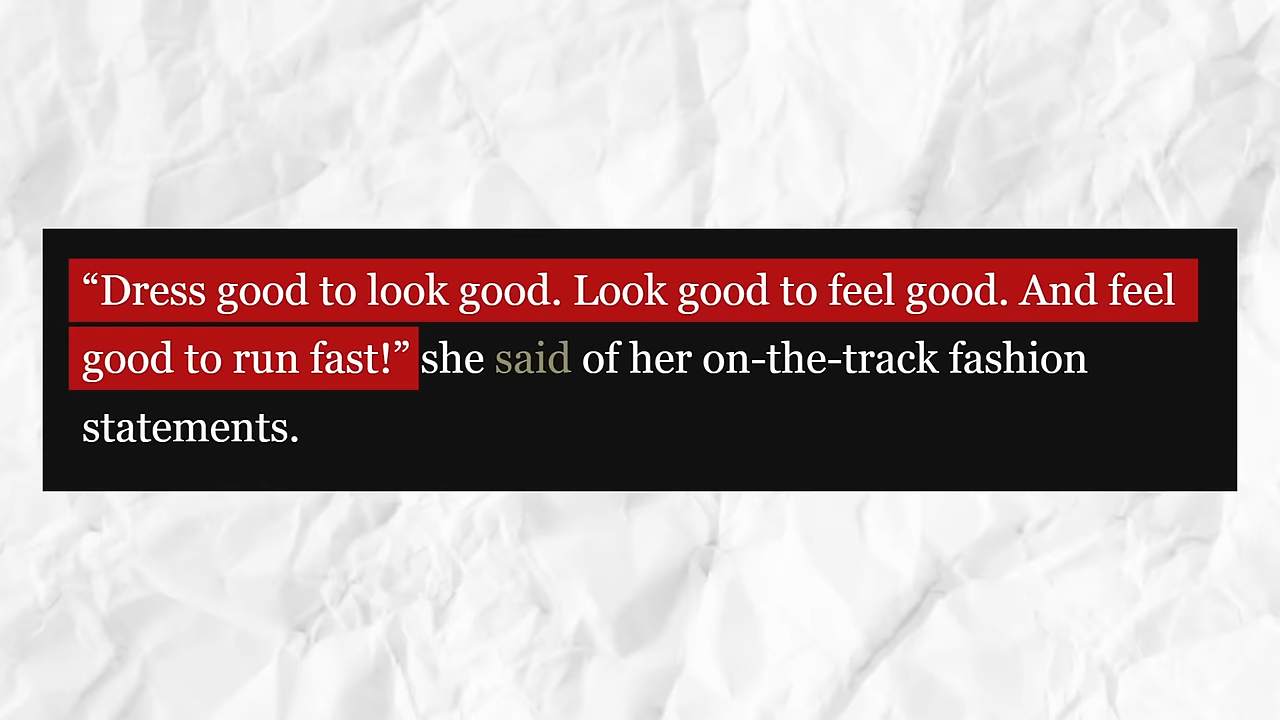 “Dress good to look good. Look good to feel good. And feel
good to run fast!” she said of her on-the-track fashion
statements.